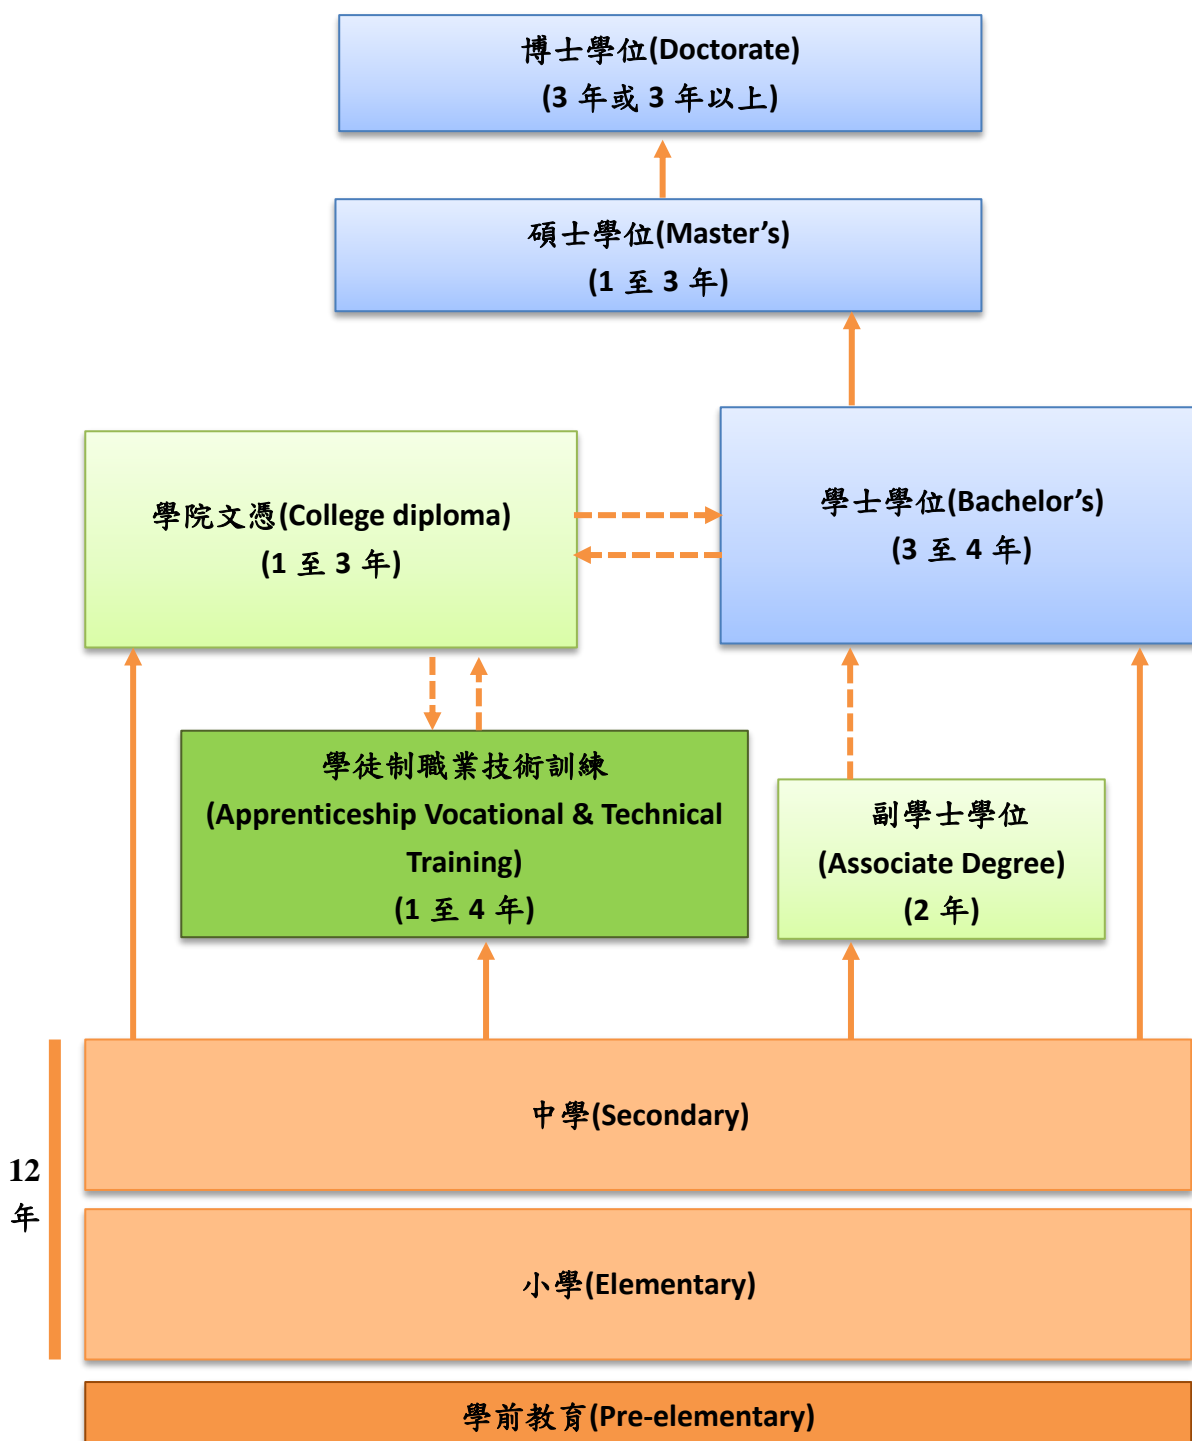 博士學位(Doctorate)
(3 年或 3 年以上)
碩士學位(Master’s)
(1 至 3 年)
學院文憑(College diploma)
(1 至 3 年)
學士學位(Bachelor’s)
(3 至 4 年)
學徒制職業技術訓練
(Apprenticeship Vocational & Technical
Training)
(1 至 4 年)
副學士學位
(Associate Degree)
(2 年)
中學(Secondary)
12
年
小學(Elementary)
學前教育(Pre-elementary)